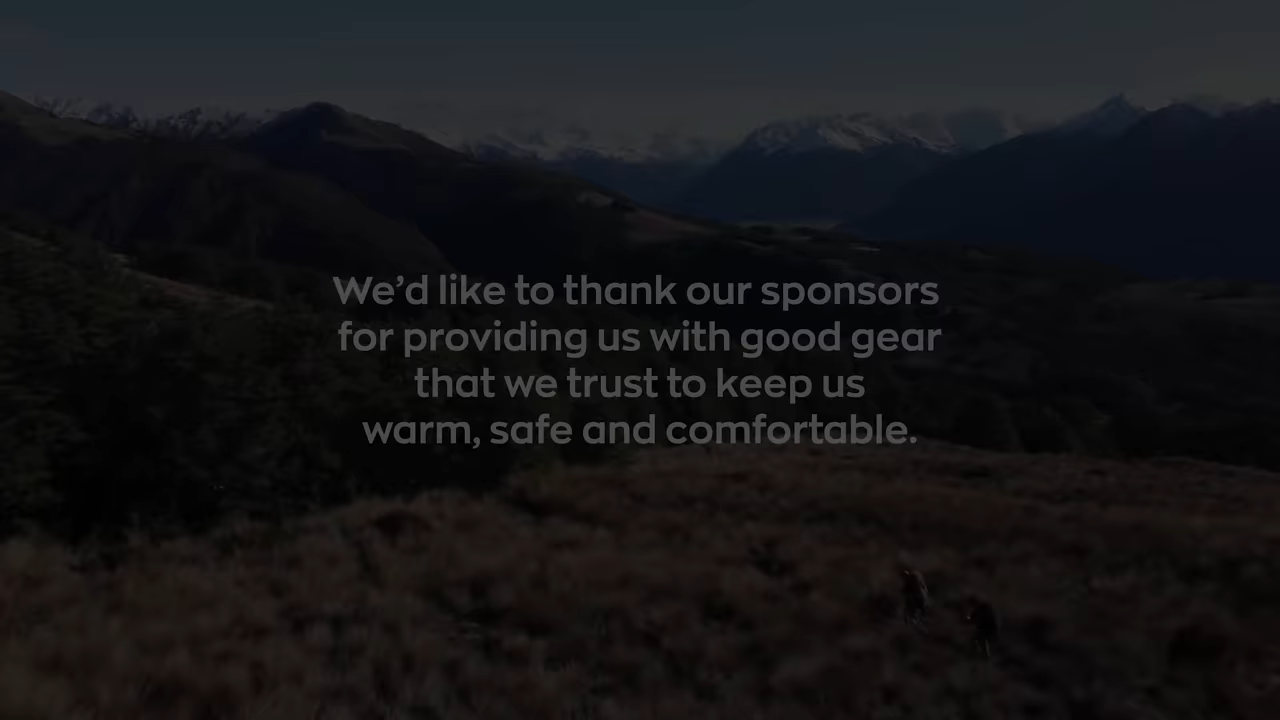 We’d like to thank our sponsors
for providing us with good gear
that we trust to keep us
warm, safe and comfortable.